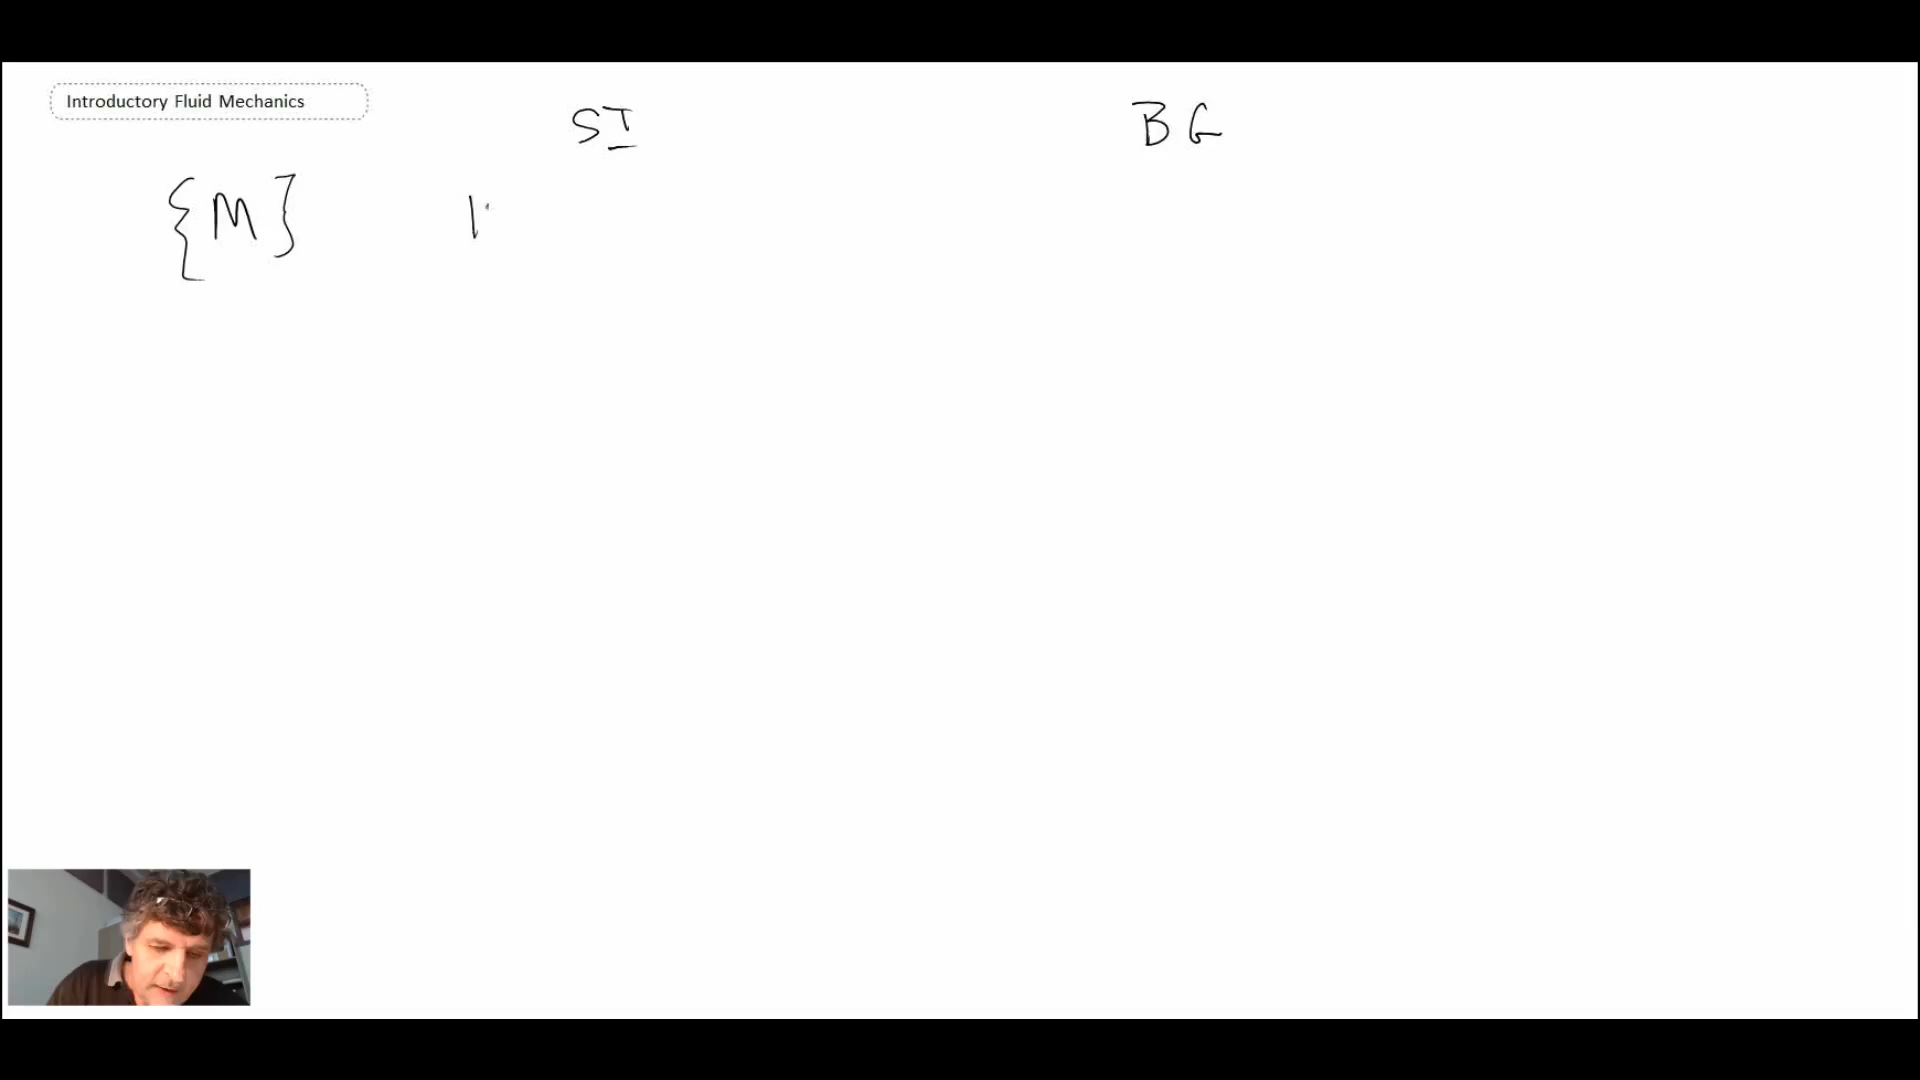 Introductory Fluid Mechanics
SI BG
{M}